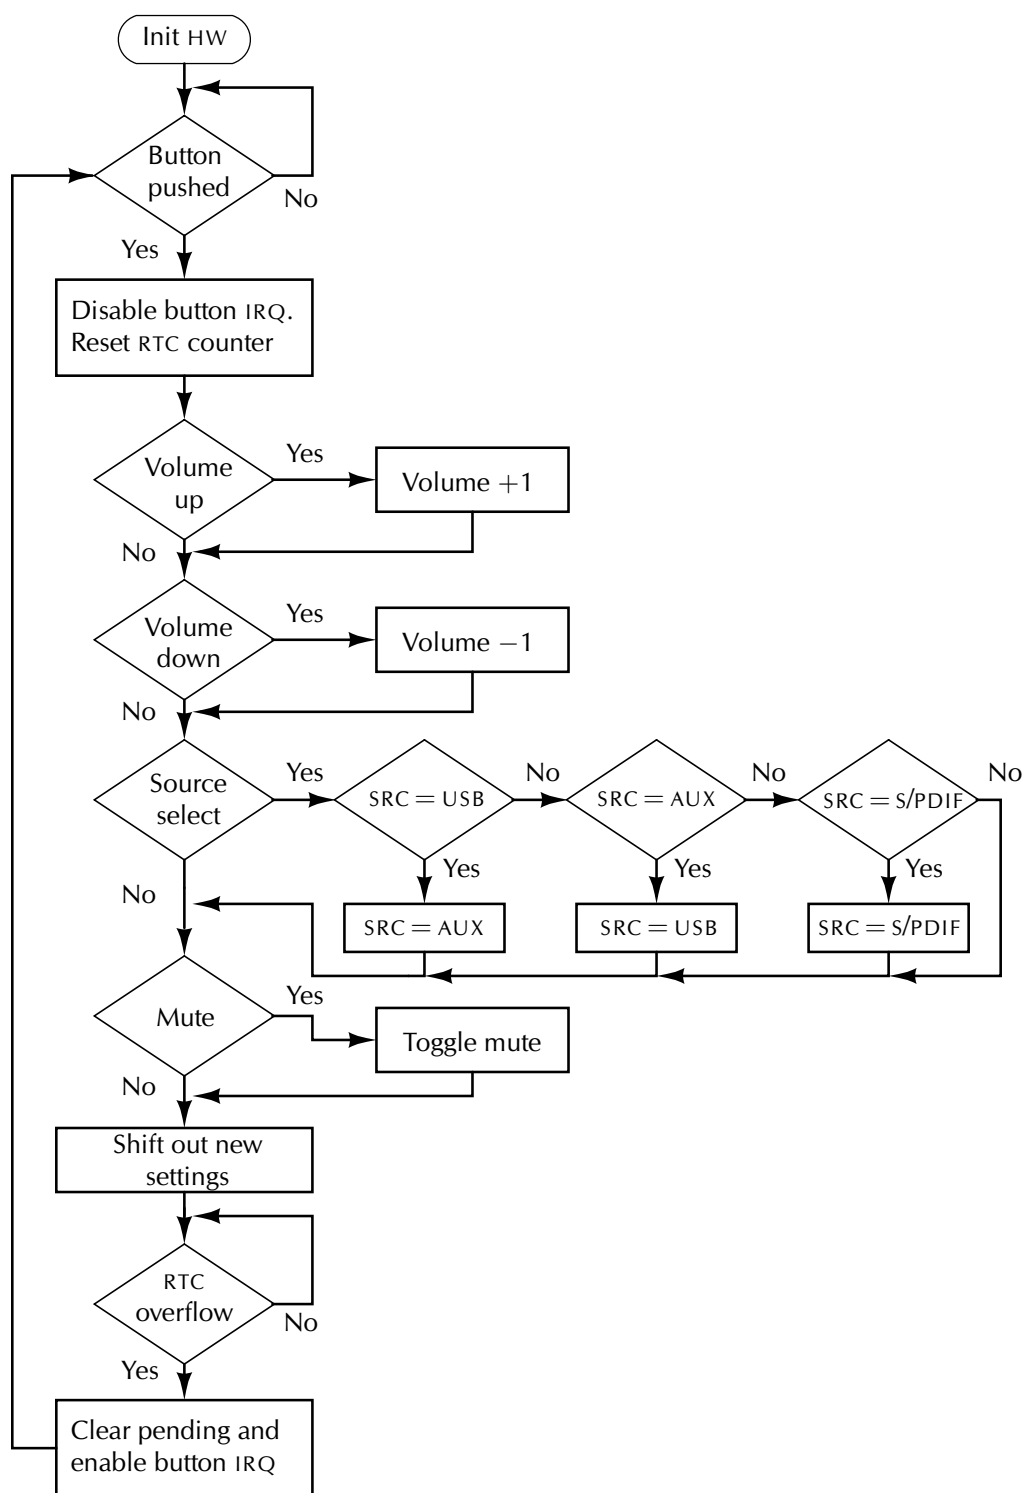 Init HW
Button
pushed
No
Yes
Disable button IRQ.
Reset RTC counter
Volume
up
Yes
Volume +1
No
Volume
down
Yes
Volume −1
No
Source
select
Yes
SRC = USB
No
SRC = AUX
No
SRC = S/PDIF
No
Yes
Yes
Yes
No
SRC = AUX
SRC = USB
SRC = S/PDIF
Mute
Yes
Toggle mute
No
Shift out new
settings
RTC
overflow
No
Yes
Clear pending and
enable button IRQ